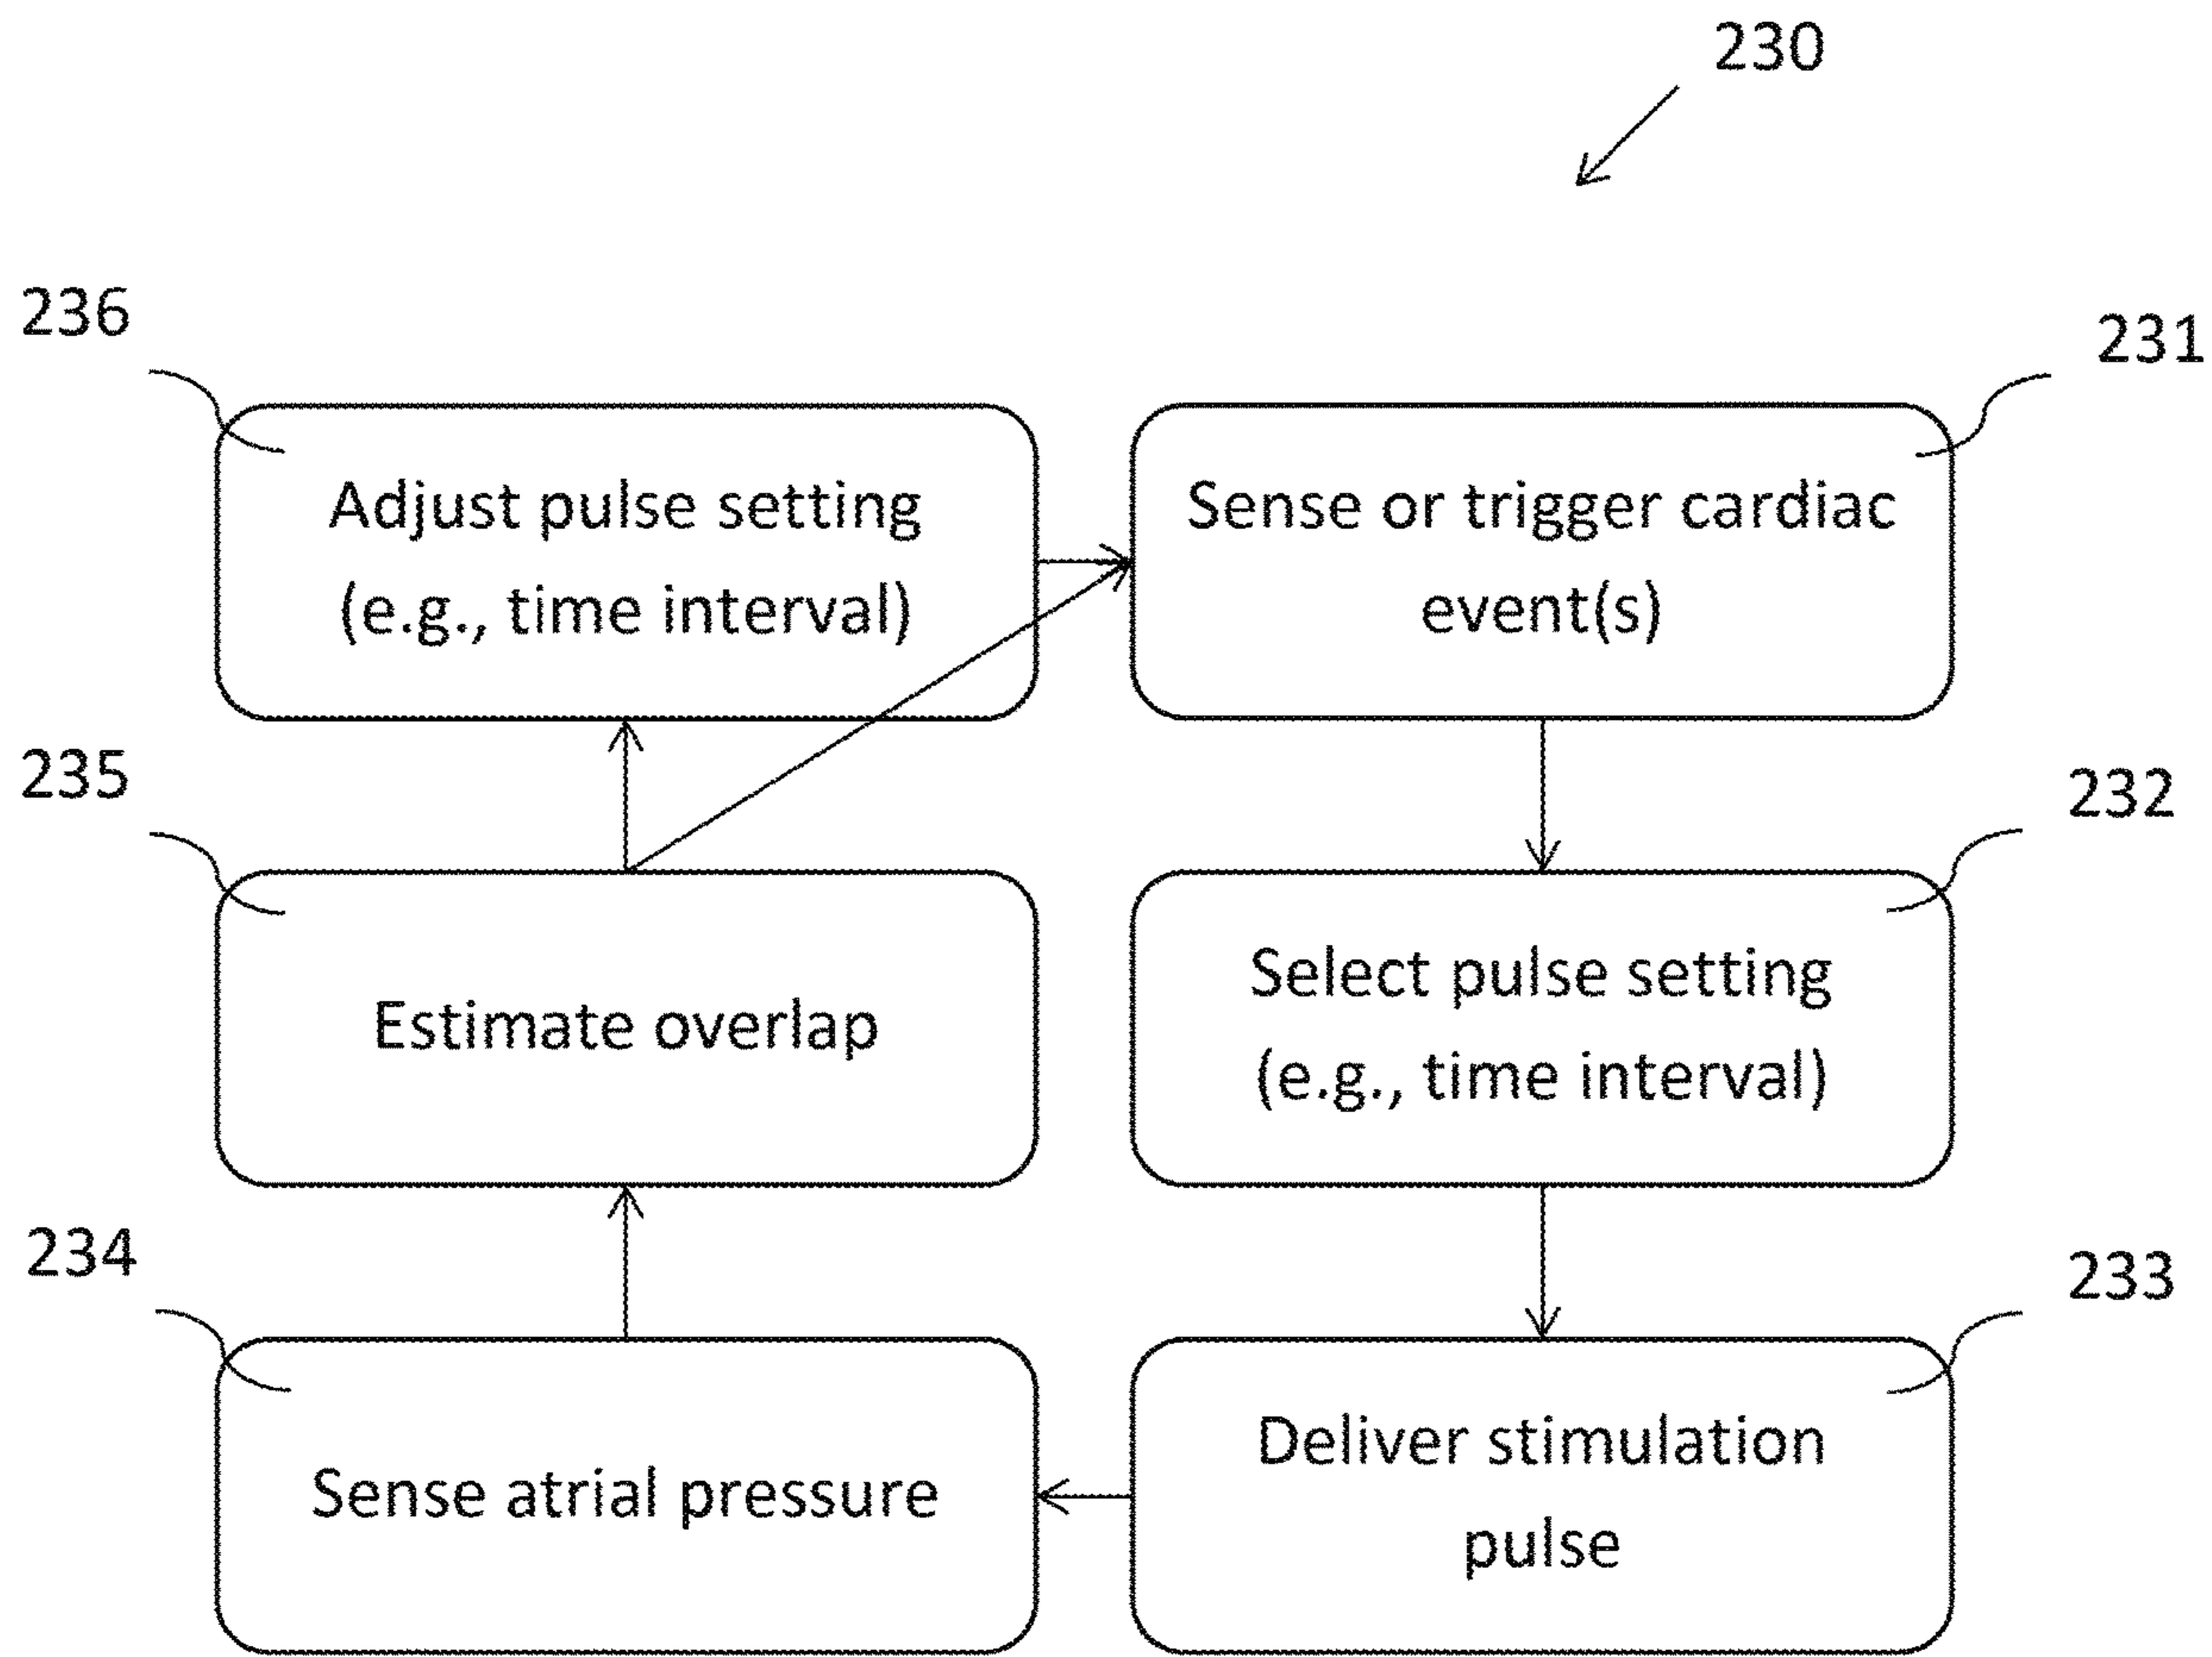 230
236
231
Adjust pulse setting
(e.g., time interval)
Sense or trigger cardiac
event(s)
235
232
Estimate overlap
Select pulse setting
(e.g., time interval)
234
233
Sense atrial pressure
Deliver stimulation
pulse